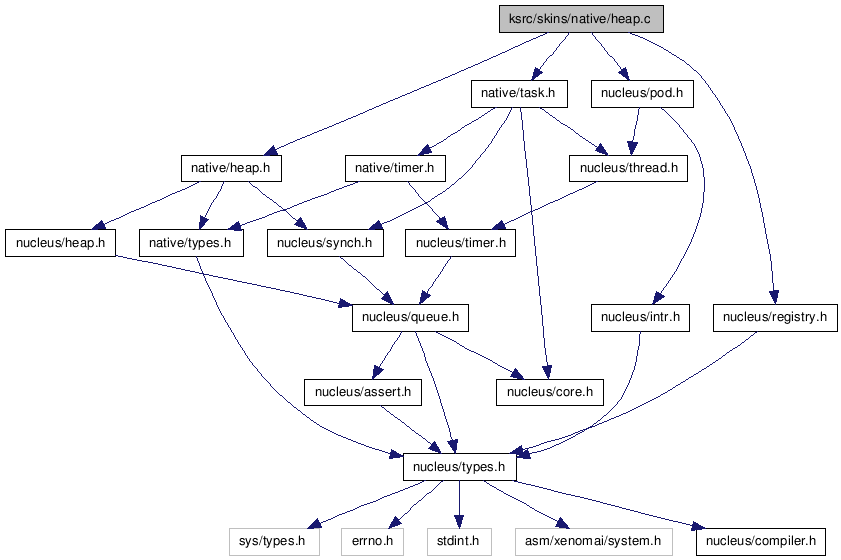 ksrc/skins/native/heap.c
native/task.h
nucleus/pod.h
native/heap.h
native/timer.h
nucleus/thread.h
nucleus/heap.h
native/types.h
nucleus/synch.h
nucleus/timer.h
nucleus/queue.h
nucleus/intr.h
nucleus/registry.h
nucleus/assert.h
nucleus/core.h
nucleus/types.h
sys/types.h
errno.h
stdint.h
asm/xenomai/system.h
nucleus/compiler.h